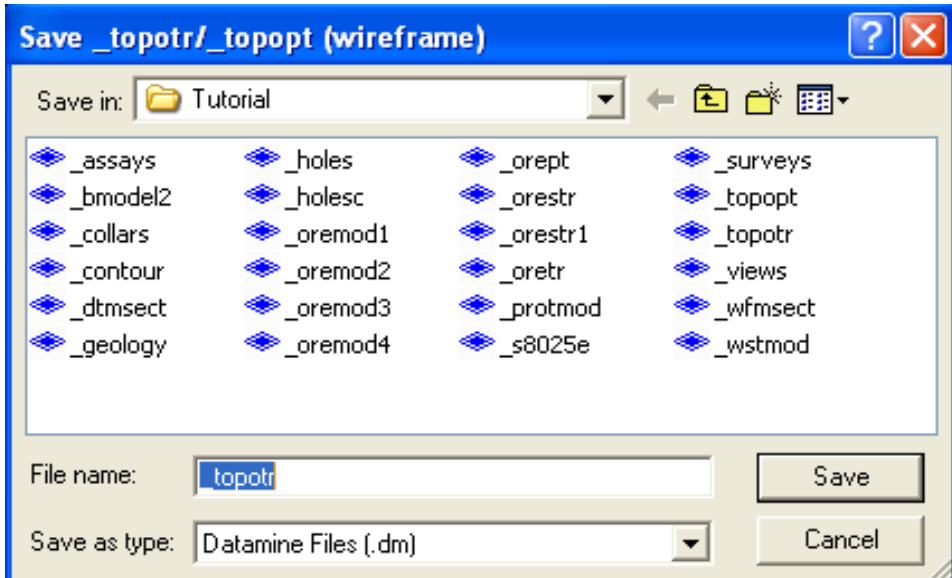 Save _topotr/_topopt (wireframe)
Save in: Tutorial
_assays _holes _orept _surveys
_bmodel2 _holesc _orestr _topopt
_collars _oremod1 _orestr1 _topotr
_contour _oremod2 _oretr _views
_dtmsect _oremod3 _protmod _wfmsect
_geology _oremod4 _s8025e _wstmod
File name: _topotr Save
Save as type: Datamine Files (.dm) Cancel